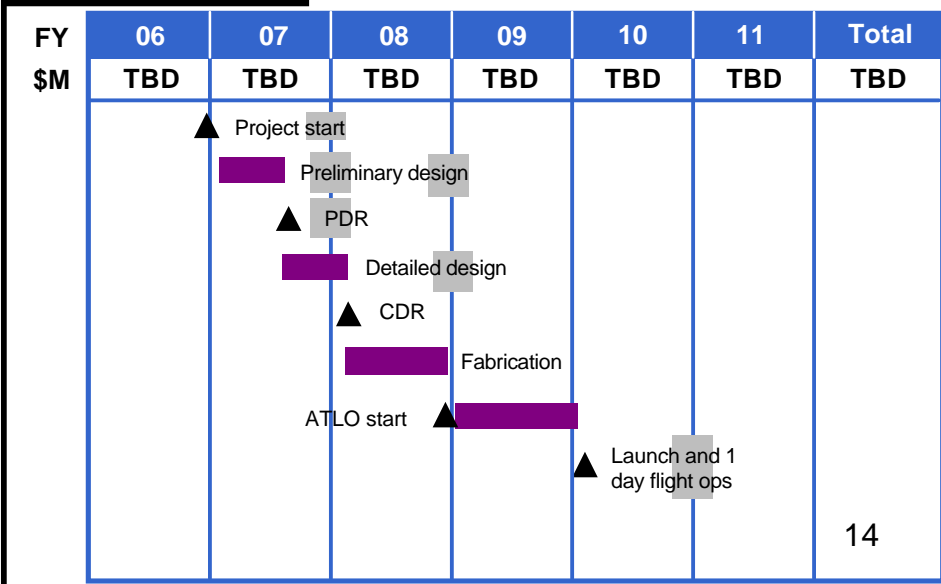 FY 06 07 08 09 10 11 Total
$M TBD TBD TBD TBD TBD TBD TBD
Project start
Preliminary design
PDR
Detailed design
CDR
Fabrication
ATLO start
Launch and 1
day flight ops
14